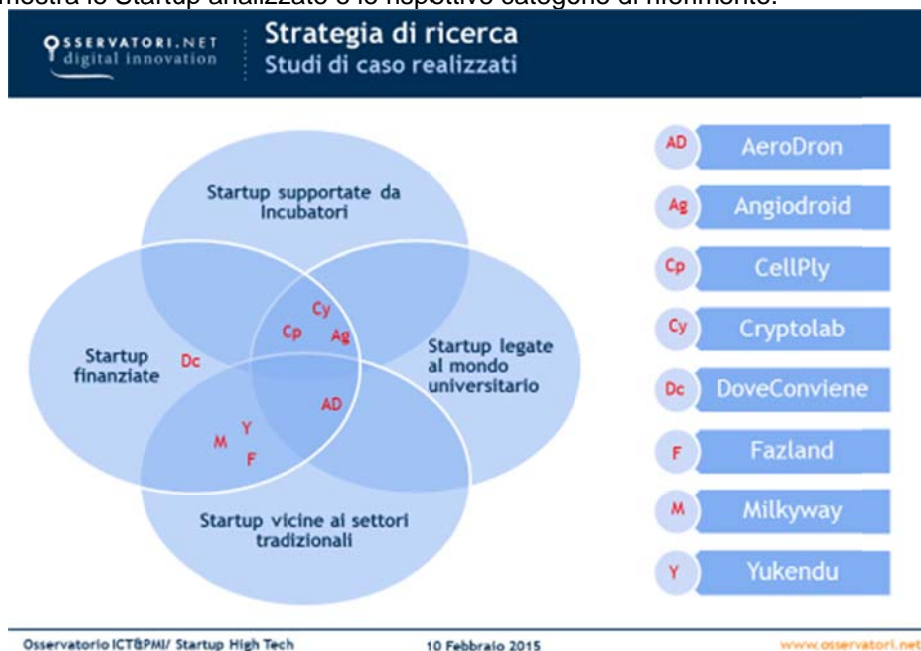 mostra le Startup analizzate e le rispettive categorie di riferimento.
OSSERVATORI.NET
digital innovation
Strategia di ricerca
Studi di caso realizzati
Startup supportate da
Incubatori
Startup
finanziate
Startup legate
al mondo
universitario
Startup vicine ai settori
tradizionali
Cy
Cp
Ag
Dc
AD
Y
M
F
AD AeroDron
Ag Angiodroid
Cp CellPly
Cy Cryptolab
Dc DoveConviene
F Fazland
M Milkyway
Y Yukendu
Osservatorio ICT&PMI/ Startup High Tech
10 Febbraio 2015
www.osservatori.net